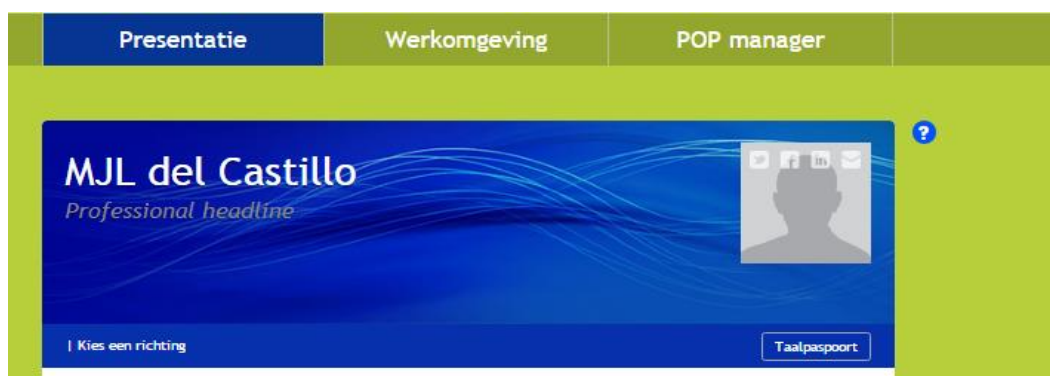 Presentatie Werkomgeving POP manager
?
MJL del Castillo
Professional headline
| Kies een richting Taalpaspoort